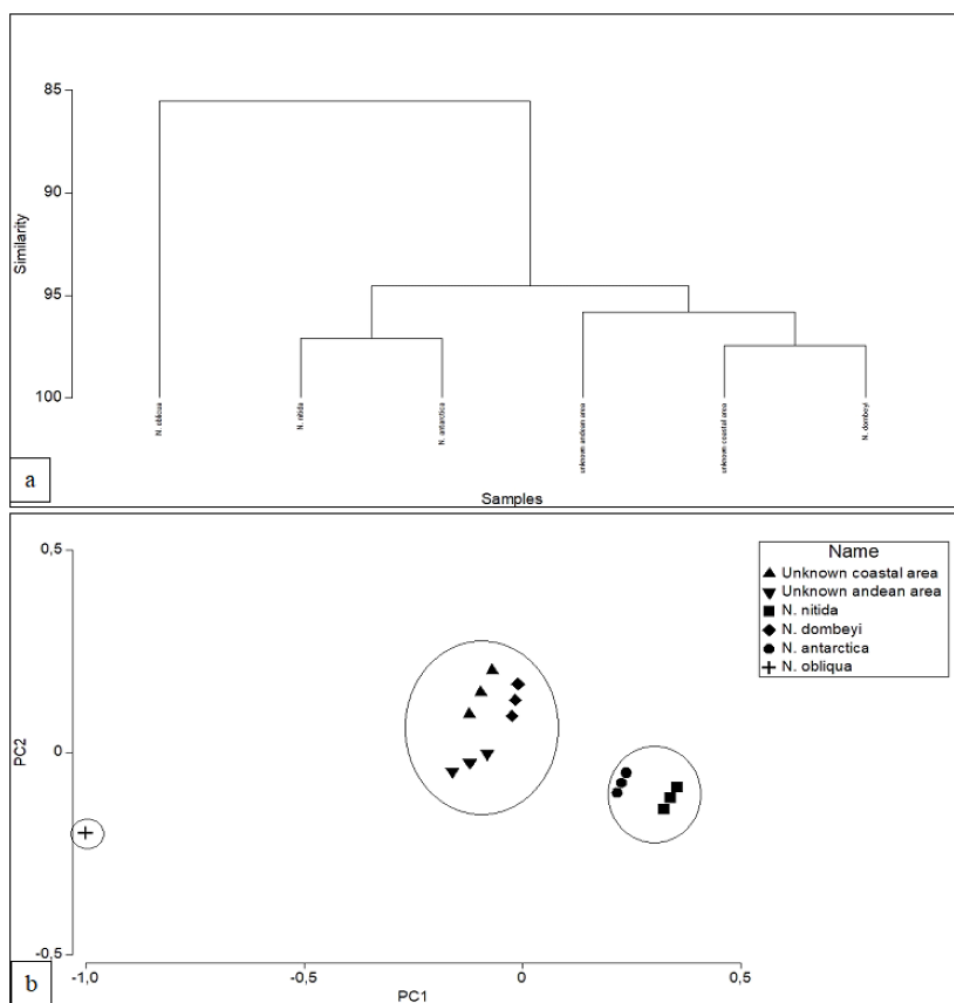 85
90
Similarity
95
100
N. oblicua
N. nitida
N. antarctica
unknown andean area
unknown coastal area
N. dombeyi
a
Samples
0,5
Name
Unknown coastal area
Unknown andean area
N. nitida
N. dombeyi
N. antarctica
N. obliqua
PC2
0
-0,5
b
-1,0
-0,5
0
0,5
PC1